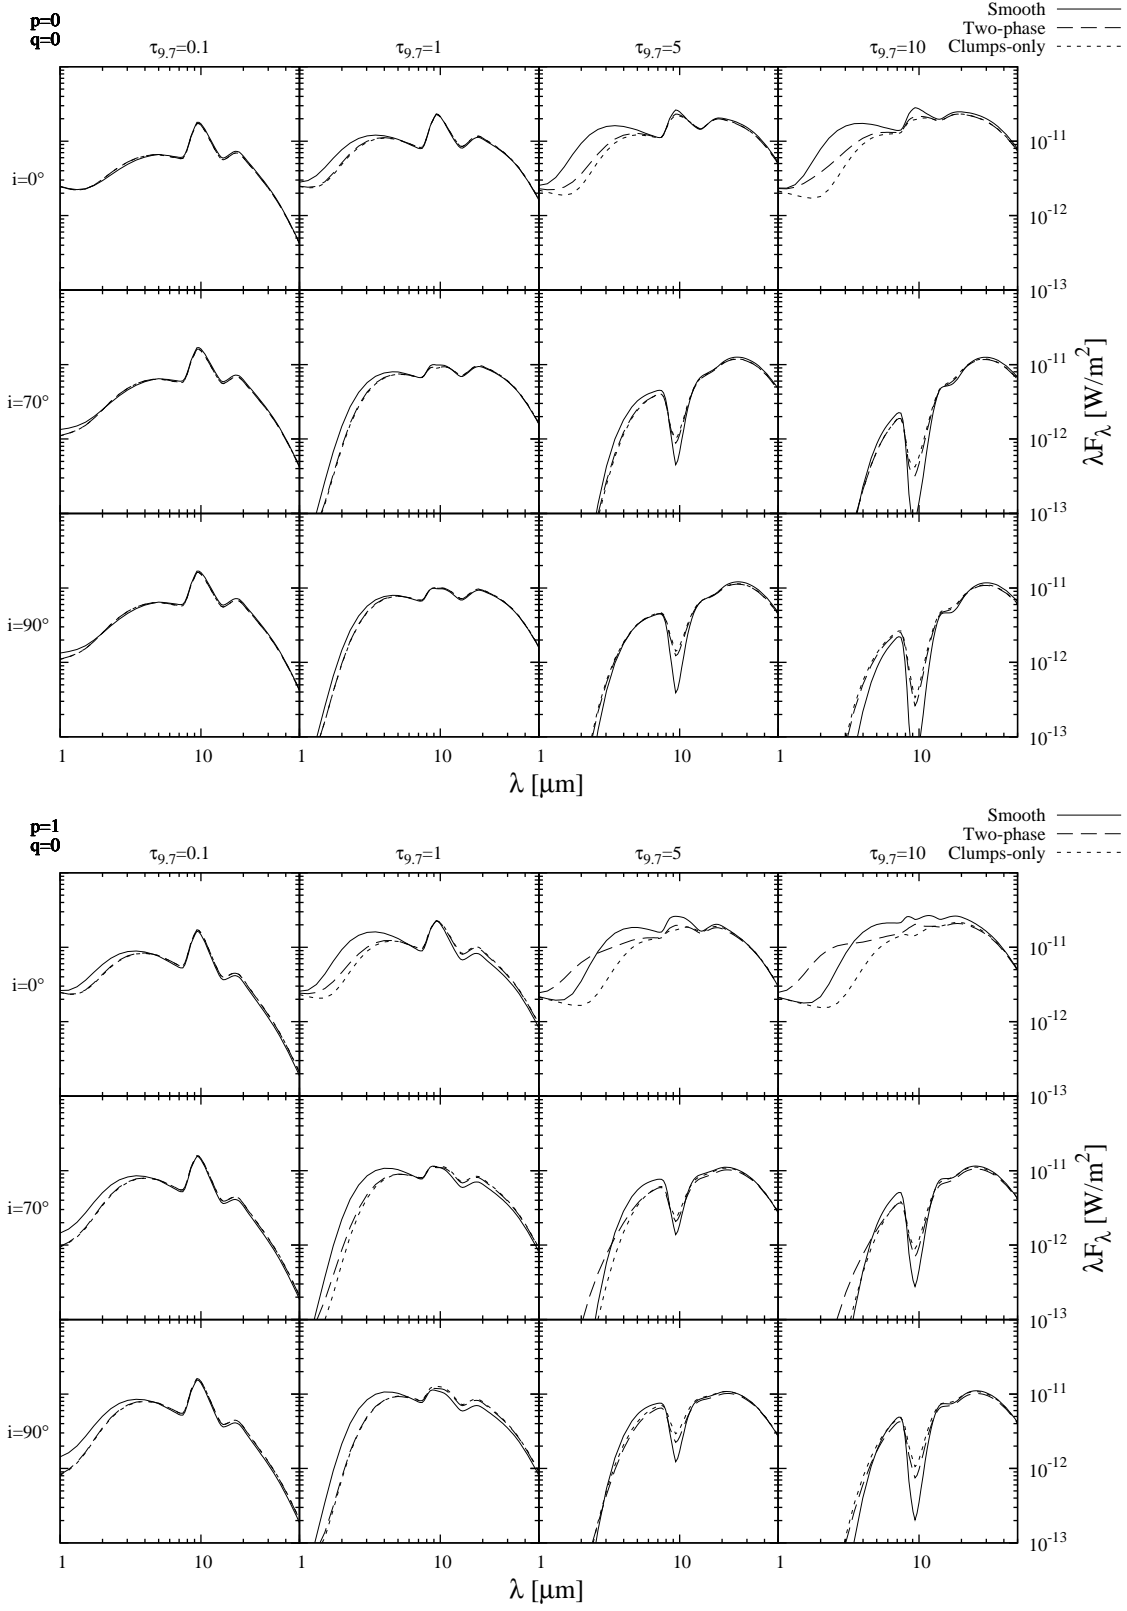 p=0
q=0
Smooth
Two-phase
Clumps-only
τ9.7=0.1 τ9.7=1 τ9.7=5 τ9.7=10
i=0°
10-11
10-12
10-13
i=70°
10-11
10-12
10-13
λFλ [W/m2]
i=90°
10-11
10-12
10-13
1 10 1 10 1 10 1 10
λ [μm]
p=1
q=0
Smooth
Two-phase
Clumps-only
τ9.7=0.1 τ9.7=1 τ9.7=5 τ9.7=10
i=0°
10-11
10-12
10-13
i=70°
10-11
10-12
10-13
λFλ [W/m2]
i=90°
10-11
10-12
10-13
1 10 1 10 1 10 1 10
λ [μm]